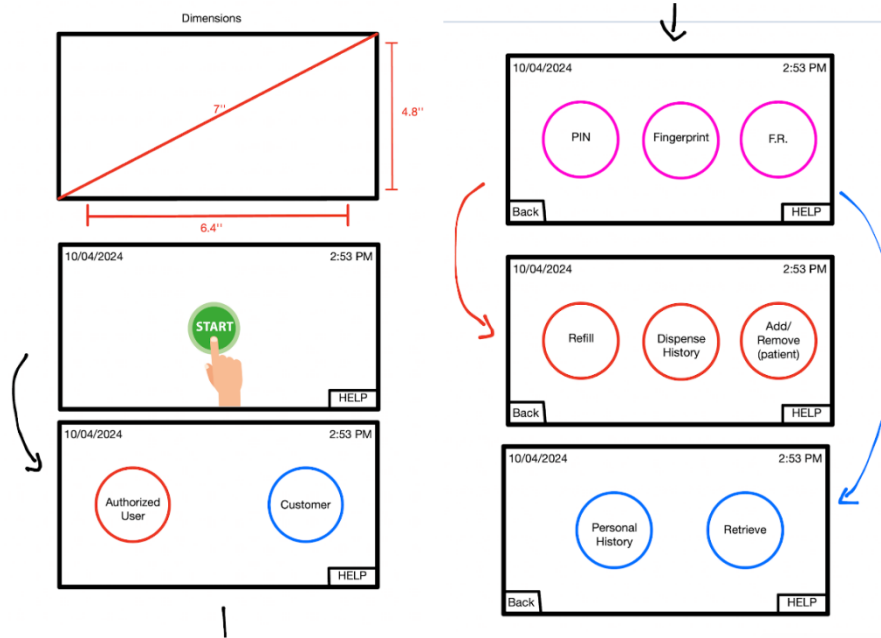 Dimensions
7''
4.8''
6.4''
10/04/2024 2:53 PM
START
HELP
10/04/2024 2:53 PM
Authorized
User
Customer
HELP
10/04/2024 2:53 PM
PIN
Fingerprint
F.R.
Back
HELP
10/04/2024 2:53 PM
Refill
Dispense
History
Add/
Remove
(patient)
Back
HELP
10/04/2024 2:53 PM
Personal
History
Retrieve
Back
HELP